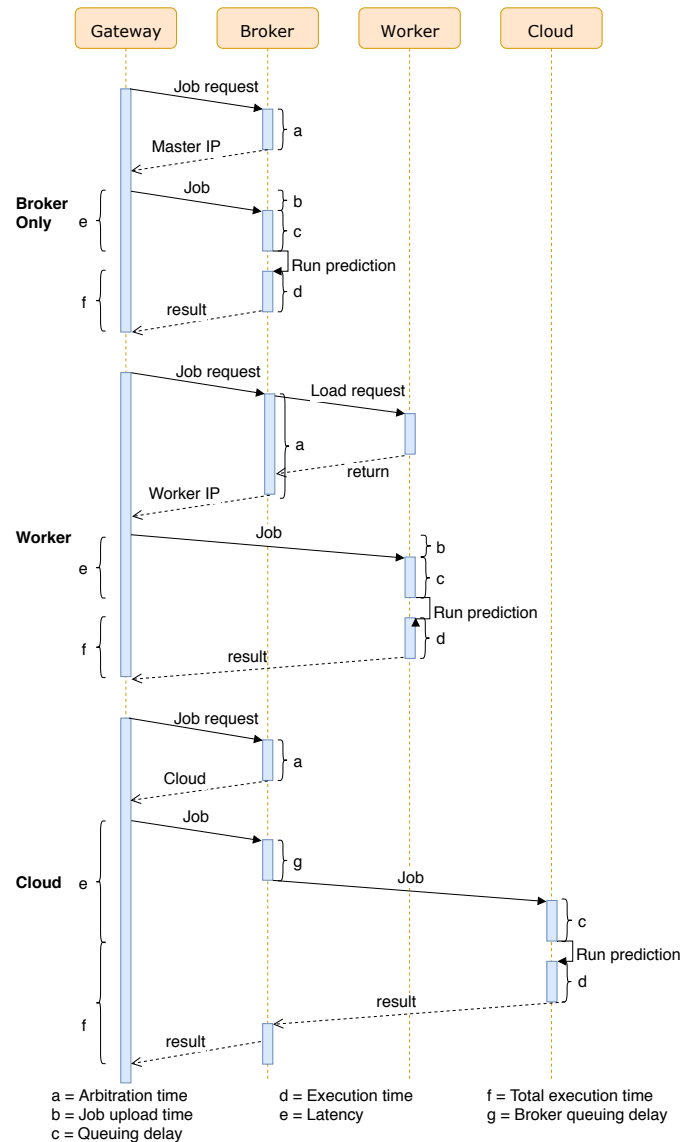 Gateway Broker Worker Cloud
Job request
a
Master IP
Job
b
Broker
Only
e
c
Run prediction
f
d
result
Job request
Load request
a
return
Worker IP
Job
Worker
b
e
c
Run prediction
f
d
result
Job request
a
Cloud
Job
g
Cloud
e
Job
c
Run prediction
d
result
f
result
a = Arbitration time d = Execution time f = Total execution time
b = Job upload time e = Latency g = Broker queuing delay
c = Queuing delay